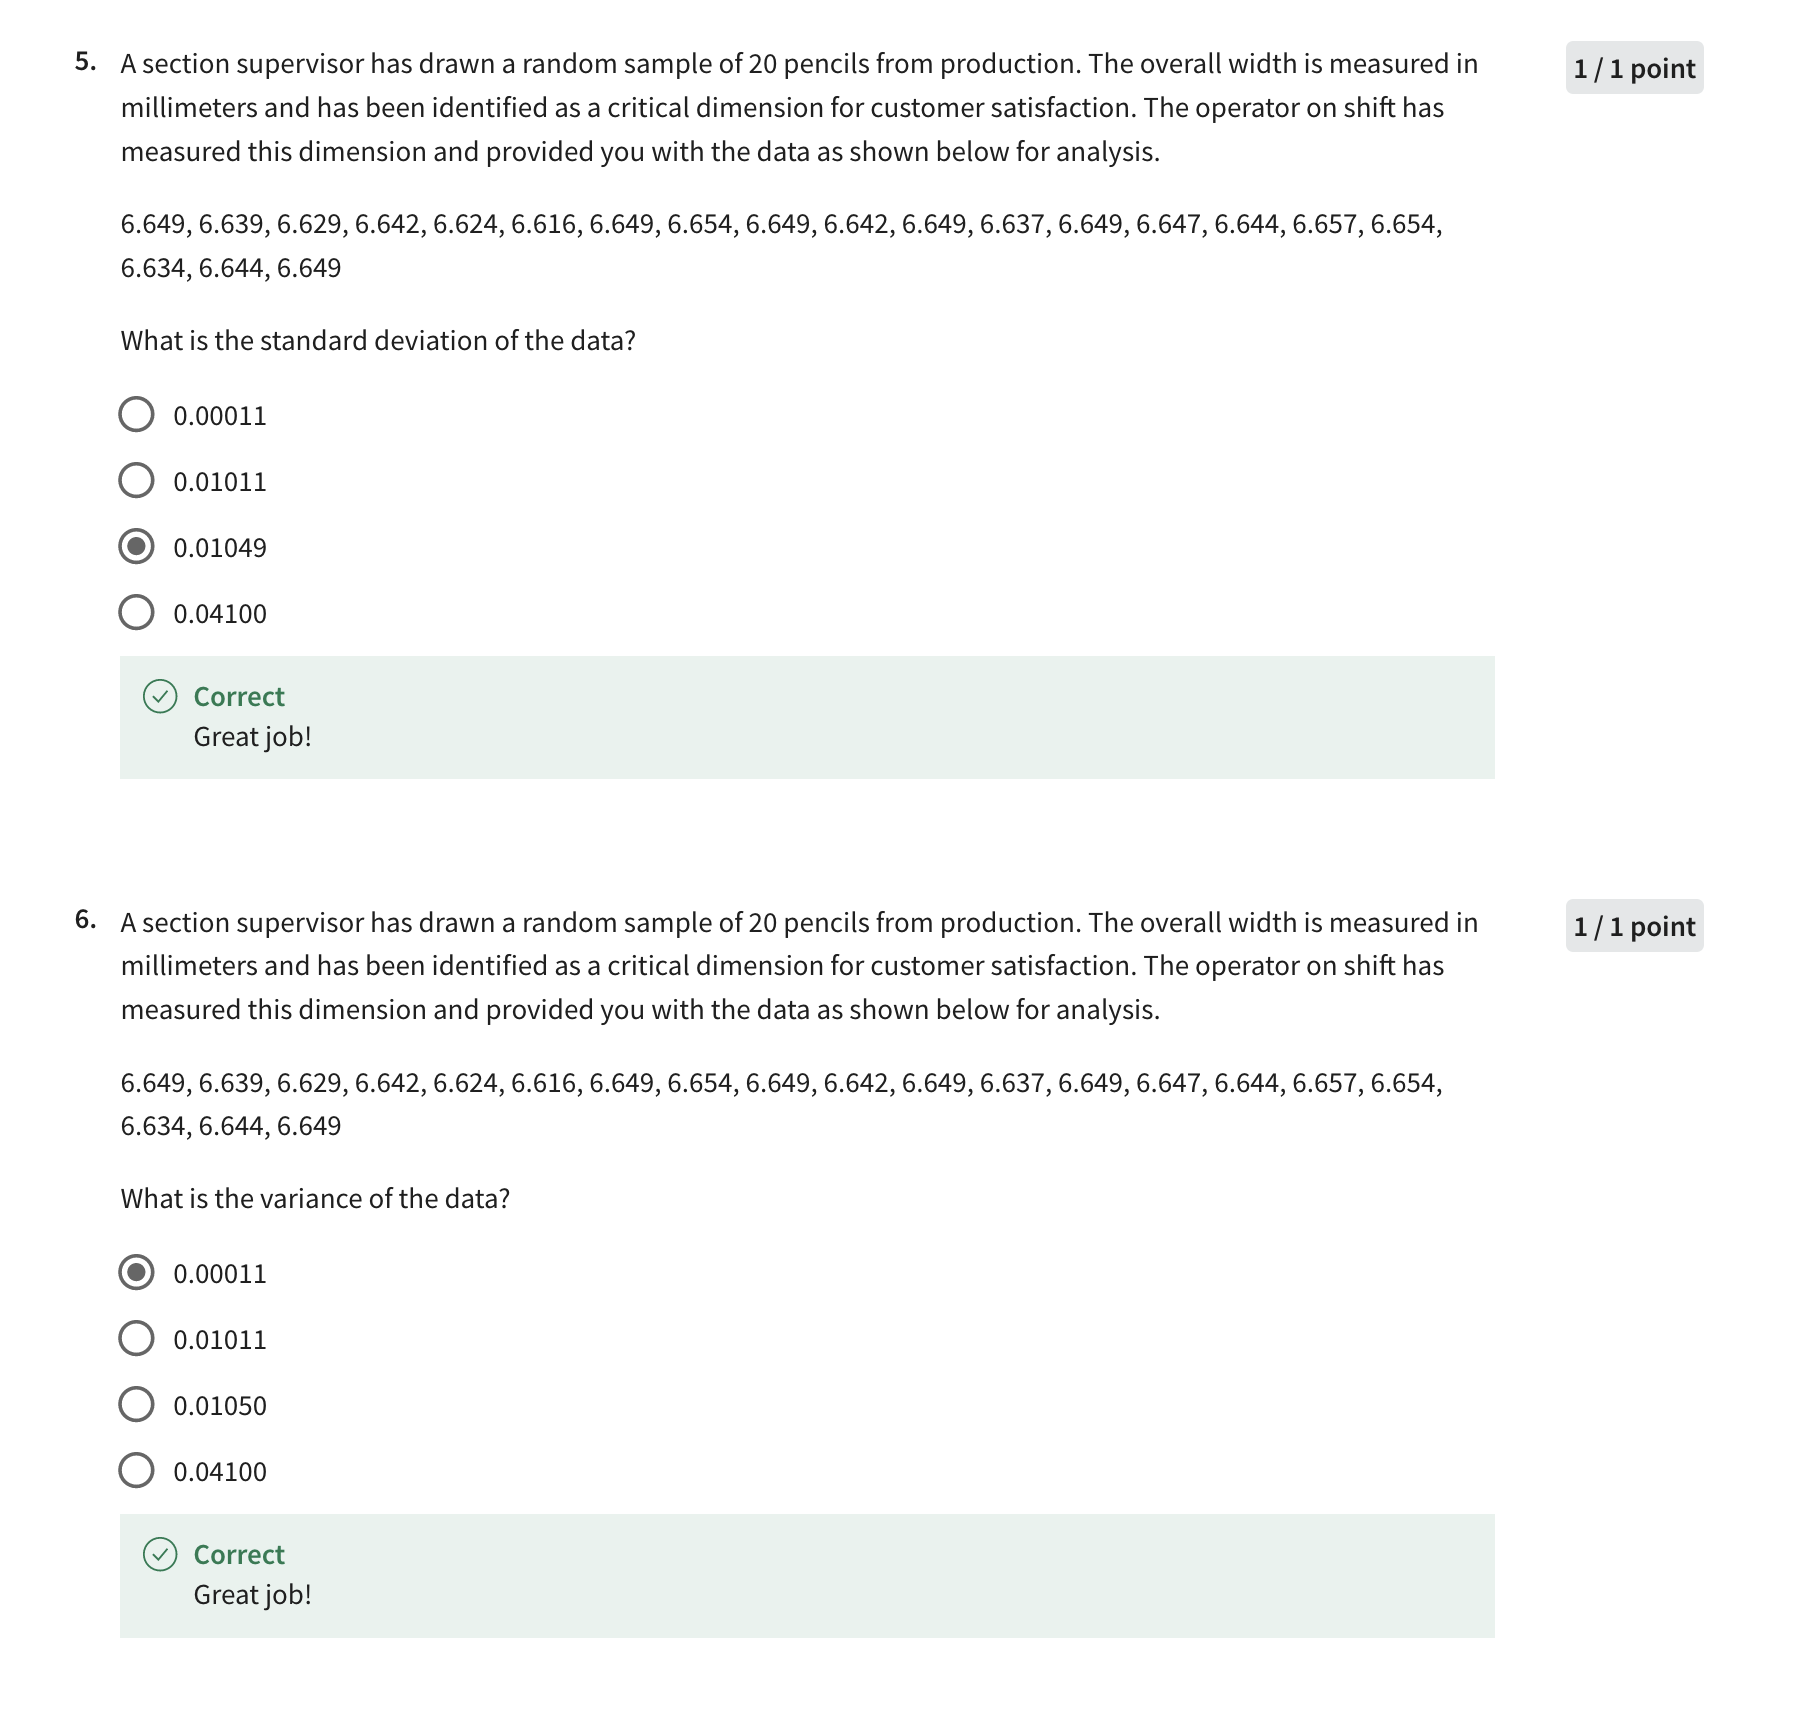 5. A section supervisor has drawn a random sample of 20 pencils from production. The overall width is measured in
1 / 1 point
millimeters and has been identified as a critical dimension for customer satisfaction. The operator on shift has
measured this dimension and provided you with the data as shown below for analysis.
6.649, 6.639, 6.629, 6.642, 6.624, 6.616, 6.649, 6.654, 6.649, 6.642, 6.649, 6.637, 6.649, 6.647, 6.644, 6.657, 6.654,
6.634, 6.644, 6.649
What is the standard deviation of the data?
0.00011
0.01011
0.01049
0.04100
Correct
Great job!
6. A section supervisor has drawn a random sample of 20 pencils from production. The overall width is measured in
1 / 1 point
millimeters and has been identified as a critical dimension for customer satisfaction. The operator on shift has
measured this dimension and provided you with the data as shown below for analysis.
6.649, 6.639, 6.629, 6.642, 6.624, 6.616, 6.649, 6.654, 6.649, 6.642, 6.649, 6.637, 6.649, 6.647, 6.644, 6.657, 6.654,
6.634, 6.644, 6.649
What is the variance of the data?
0.00011
0.01011
0.01050
0.04100
Correct
Great job!